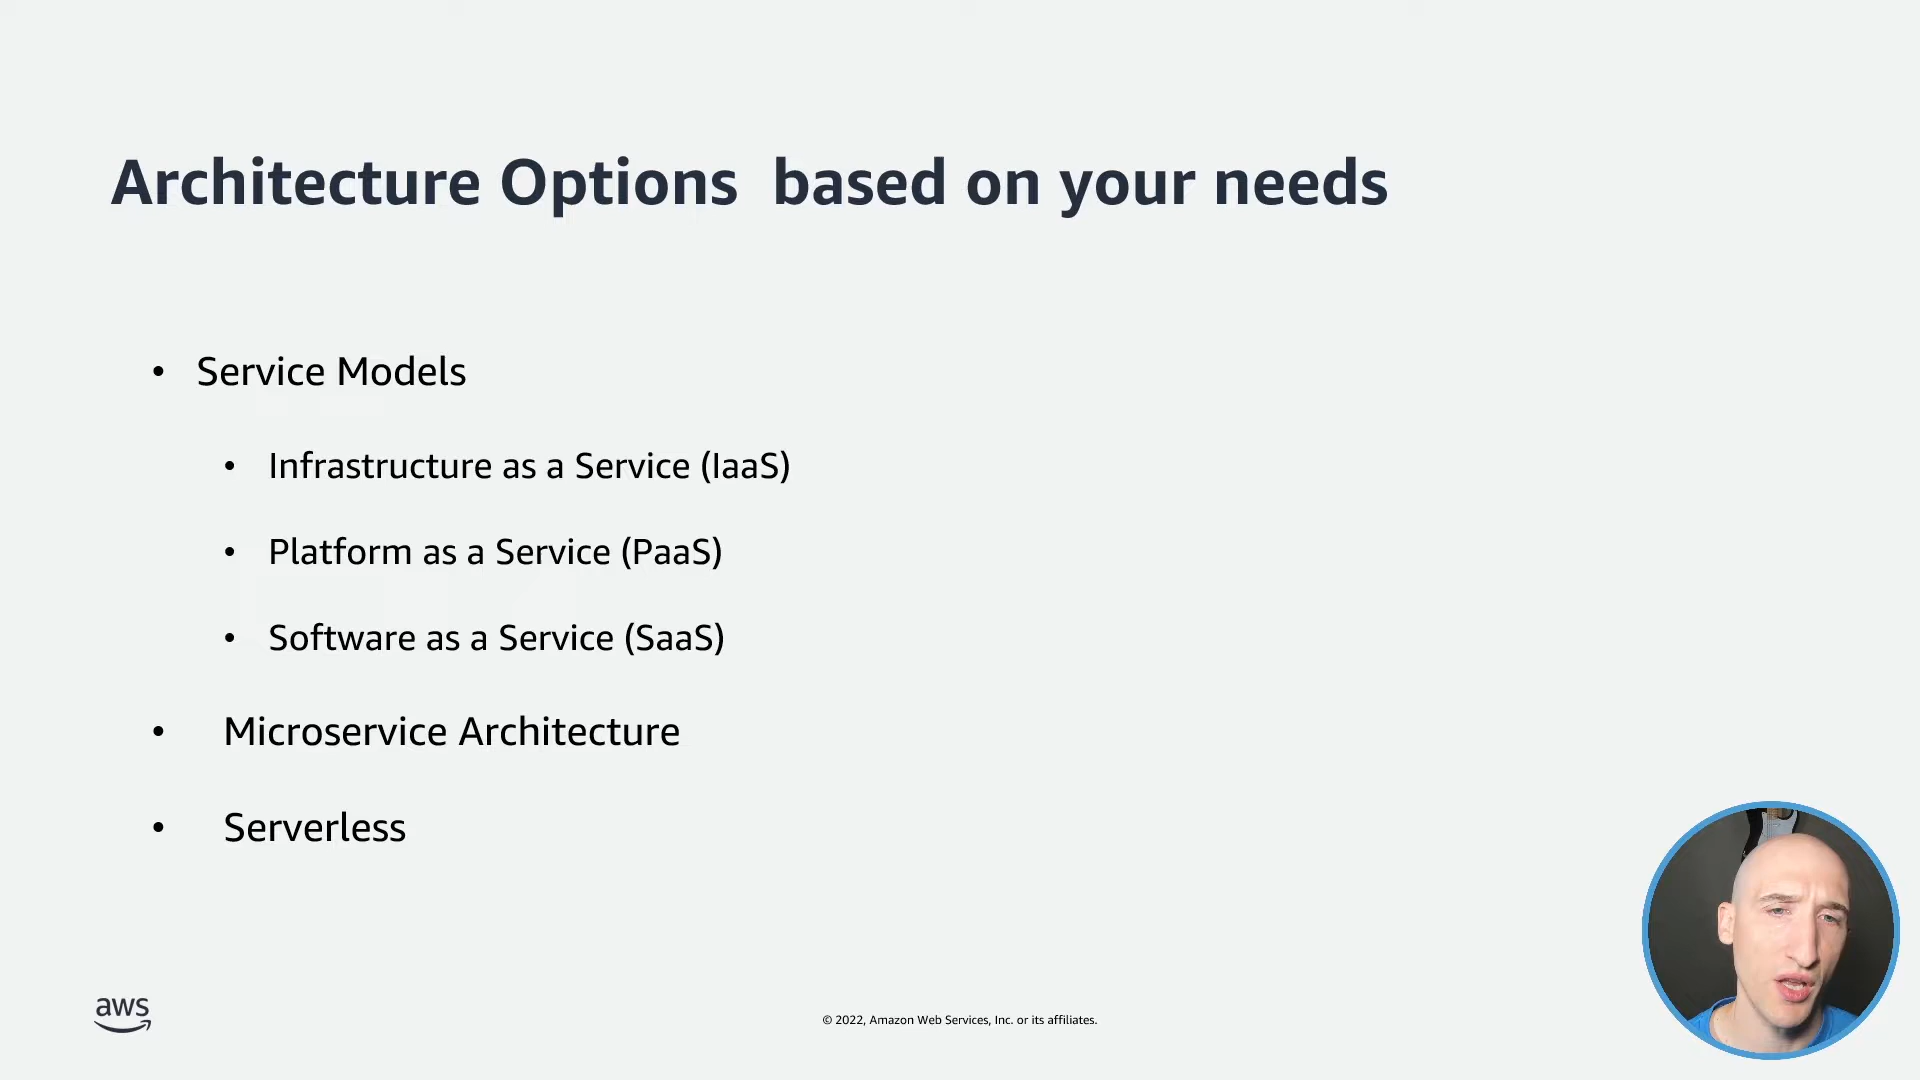 Architecture Options  based on your needs
• Service Models
• Infrastructure as a Service (IaaS)
• Platform as a Service (PaaS)
• Software as a Service (SaaS)
• Microservice Architecture
• Serverless
aws
© 2022, Amazon Web Services, Inc. or its affiliates.